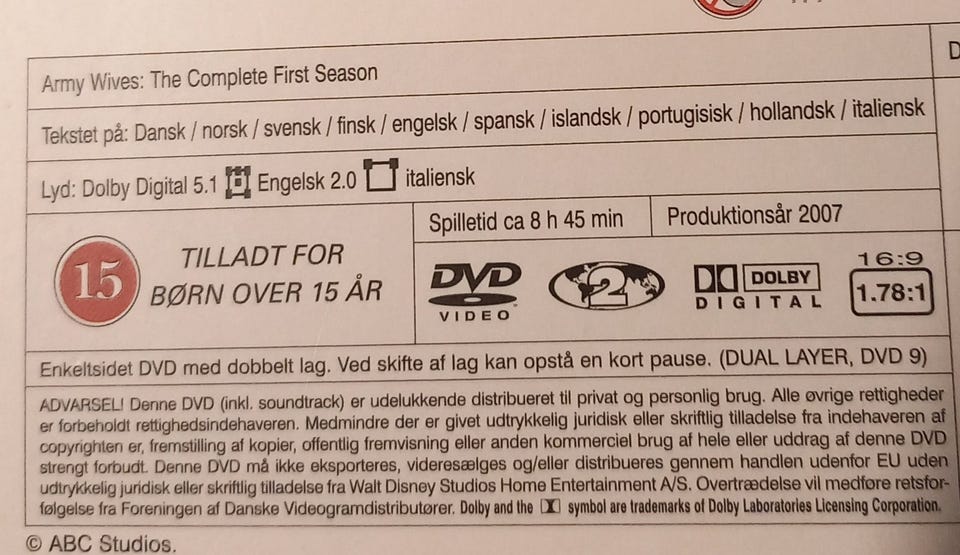 Army Wives: The Complete First Season
D
Tekstet på: Dansk / norsk / svensk / finsk / engelsk / spansk / islandsk / portugisisk / hollandsk / italiensk
Lyd: Dolby Digital 5.1 Engelsk 2.0 italiensk
Spilletid ca 8 h 45 min
Produktionsår 2007
15
TILLADT FOR
BØRN OVER 15 ÅR
DVD
VIDEO
2
DOLBY
DIGITAL
16:9
1.78:1
Enkeltsidet DVD med dobbelt lag. Ved skifte af lag kan opstå en kort pause. (DUAL LAYER, DVD 9)
ADVARSEL! Denne DVD (inkl. soundtrack) er udelukkende distribueret til privat og personlig brug. Alle øvrige rettigheder
er forbeholdt rettighedsindehaveren. Medmindre der er givet udtrykkelig juridisk eller skriftlig tilladelse fra indehaveren af
copyrighten er, fremstilling af kopier, offentlig fremvisning eller anden kommerciel brug af hele eller uddrag af denne DVD
strengt forbudt. Denne DVD må ikke eksporteres, videresælges og/eller distribueres gennem handlen udenfor EU uden
udtrykkelig juridisk eller skriftlig tilladelse fra Walt Disney Studios Home Entertainment A/S. Overtrædelse vil medføre retsfor-
følgelse fra Foreningen af Danske Videogramdistributører. Dolby and the symbol are trademarks of Dolby Laboratories Licensing Corporation.
© ABC Studios.